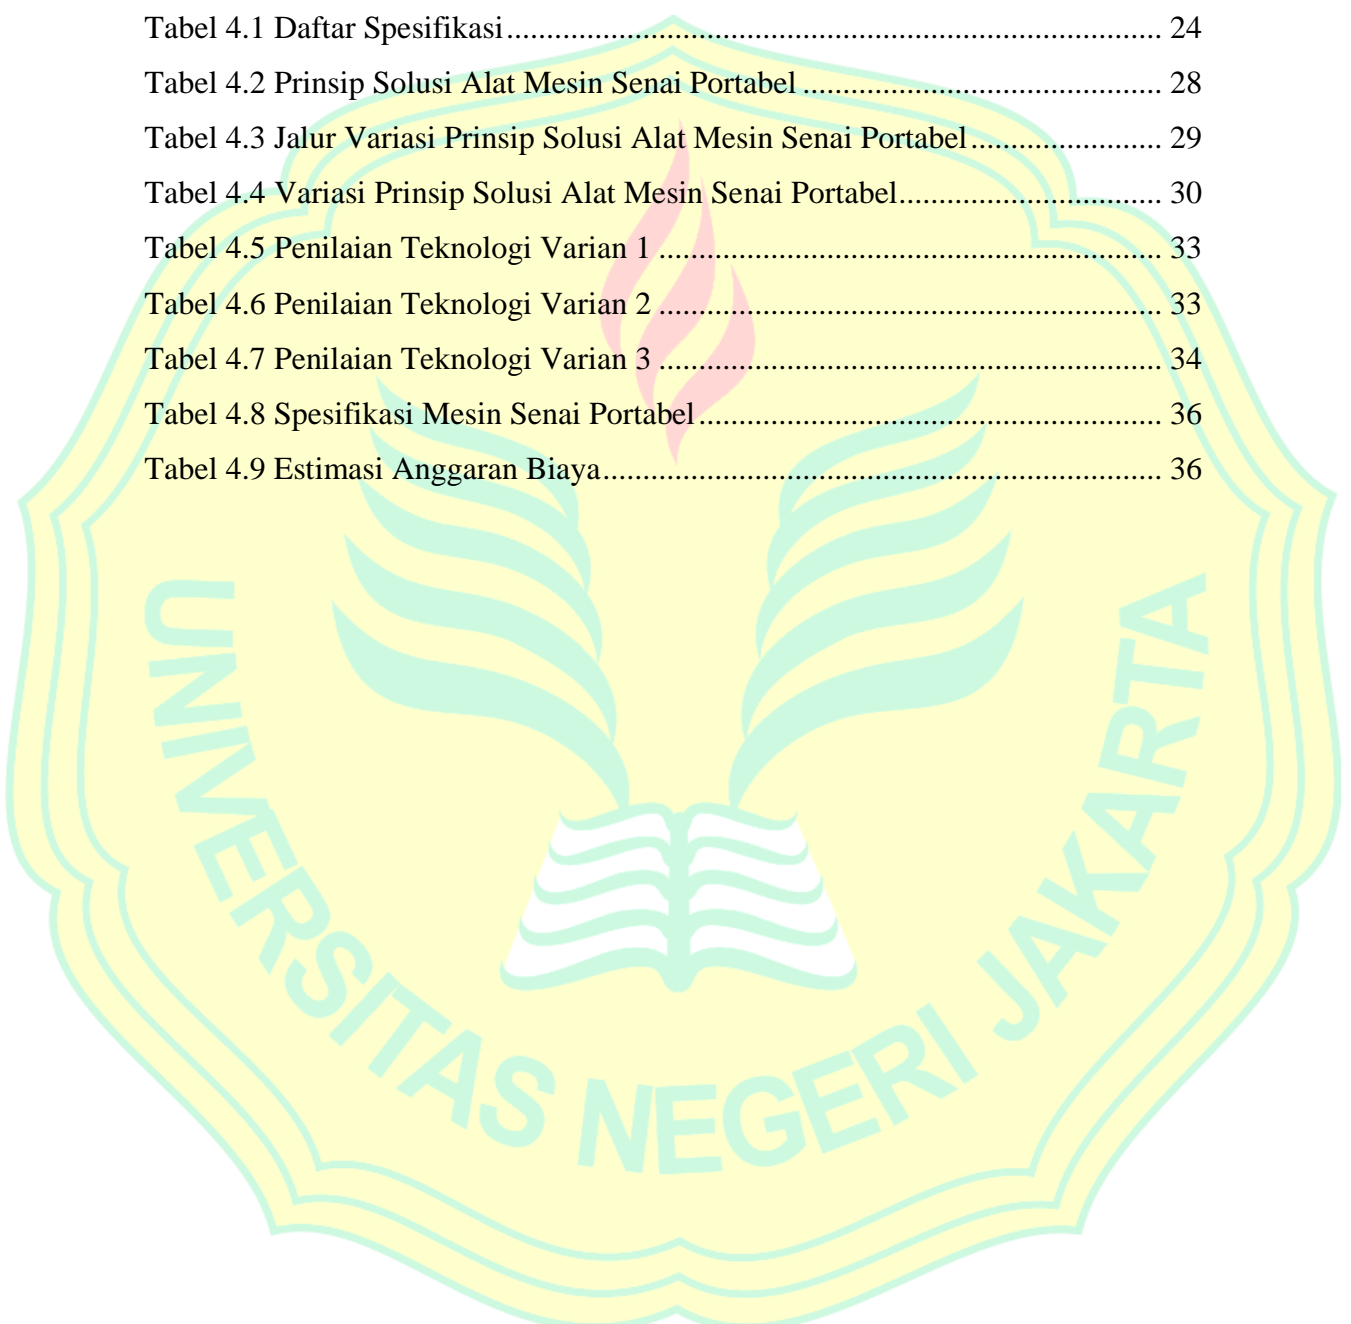 Tabel 4.1 Daftar Spesifikasi.......................................................................................... 24
Tabel 4.2 Prinsip Solusi Alat Mesin Senai Portabel ................................................. 28
Tabel 4.3 Jalur Variasi Prinsip Solusi Alat Mesin Senai Portabel.......................... 29
Tabel 4.4 Variasi Prinsip Solusi Alat Mesin Senai Portabel.................................... 30
Tabel 4.5 Penilaian Teknologi Varian 1 ..................................................................... 33
Tabel 4.6 Penilaian Teknologi Varian 2 ..................................................................... 33
Tabel 4.7 Penilaian Teknologi Varian 3 ..................................................................... 34
Tabel 4.8 Spesifikasi Mesin Senai Portabel............................................................... 36
Tabel 4.9 Estimasi Anggaran Biaya............................................................................ 36
UNIVERSITAS NEGERI JAKARTA